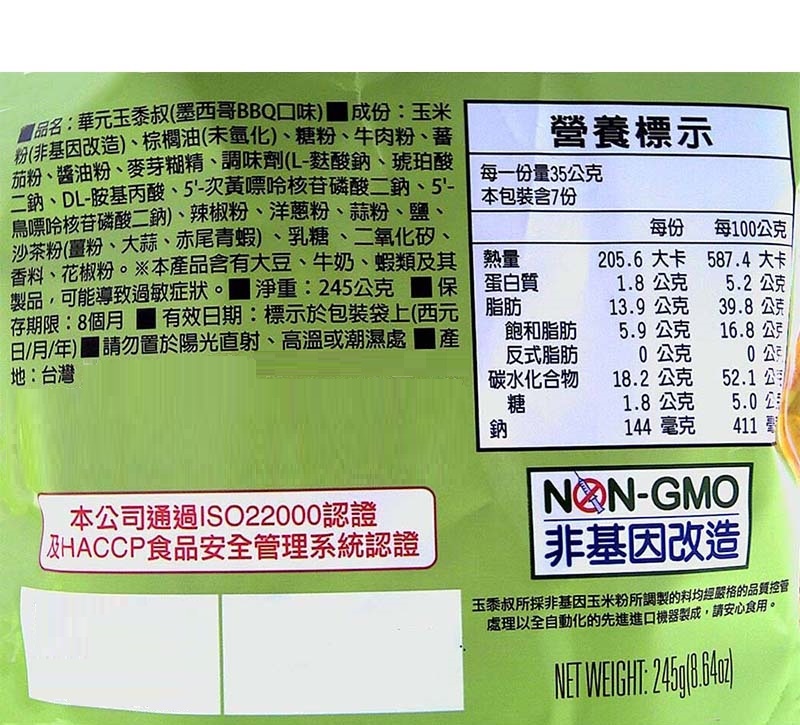 ■品名：華元玉黍叔(墨西哥BBQ口味)■成份：玉米
粉(非基因改造)、棕櫚油(未氫化)、糖粉、牛肉粉、蕃
茄粉、醬油粉、麥芽糊精、調味劑(L-麩酸鈉、琥珀酸
二鈉、DL-胺基丙酸、5'-次黃嘌呤核苷磷酸二鈉、5'-
鳥嘌呤核苷磷酸二鈉)、辣椒粉、洋蔥粉、蒜粉、鹽、
沙茶粉(薑粉、大蒜、赤尾青蝦)、乳糖、二氧化矽、
香料、花椒粉。※本產品含有大豆、牛奶、蝦類及其
製品，可能導致過敏症狀。■淨重：245公克 ■保
存期限：8個月 ■有效日期：標示於包裝袋上(西元
日/月/年)■請勿置於陽光直射、高溫或潮濕處 ■產
地：台灣
營養標示
每一份量35公克
本包裝含7份
每份 每100公克
熱量 205.6 大卡 587.4 大卡
蛋白質 1.8 公克 5.2 公克
脂肪 13.9 公克 39.8 公克
飽和脂肪 5.9 公克 16.8 公克
反式脂肪 0 公克 0 公克
碳水化合物 18.2 公克 52.1 公克
糖 1.8 公克 5.0 公克
鈉 144 毫克 411 毫
本公司通過ISO22000認證
及HACCP食品安全管理系統認證
NON-GMO
非基因改造
玉黍叔所採非基因玉米粉所調製的料均經嚴格的品質控管
處理以全自動化的先進進口機器製成，請安心食用。
NET WEIGHT: 245g(8.64oz)